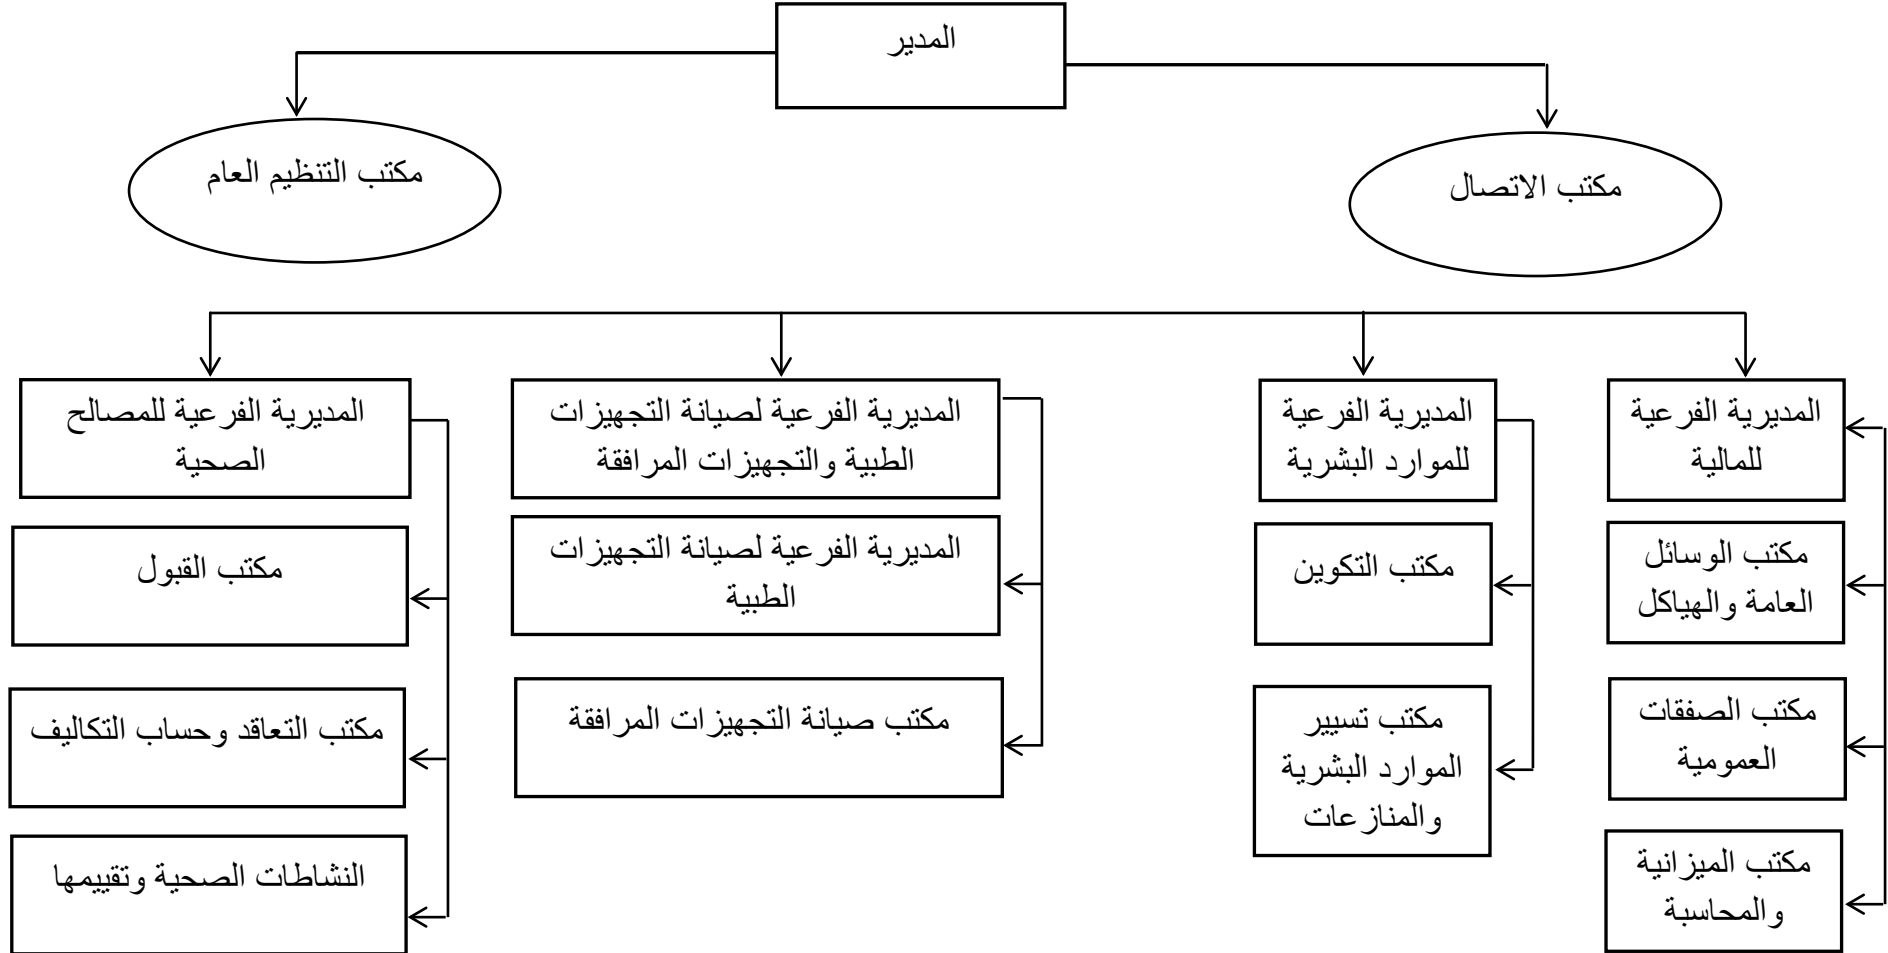 المدير
مكتب الاتصال
مكتب التنظيم العام
المديرية الفرعية
للمالية
مكتب الوسائل
العامة والهياكل
مكتب الصفقات
العمومية
مكتب الميزانية
والمحاسبة
المديرية الفرعية
للموارد البشرية
مكتب التكوين
مكتب تسيير
الموارد البشرية
والمنازعات
المديرية الفرعية لصيانة التجهيزات
الطبية والتجهيزات المرافقة
المديرية الفرعية لصيانة التجهيزات
الطبية
مكتب صيانة التجهيزات المرافقة
المديرية الفرعية للمصالح
الصحية
مكتب القبول
مكتب التعاقد وحساب التكاليف
النشاطات الصحية وتقييمها